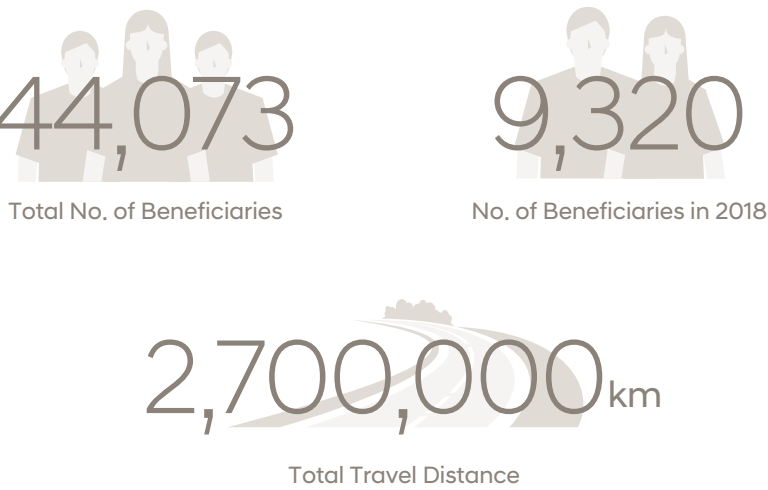 44,073
Total No. of Beneficiaries
9,320
No. of Beneficiaries in 2018
2,700,000km
Total Travel Distance